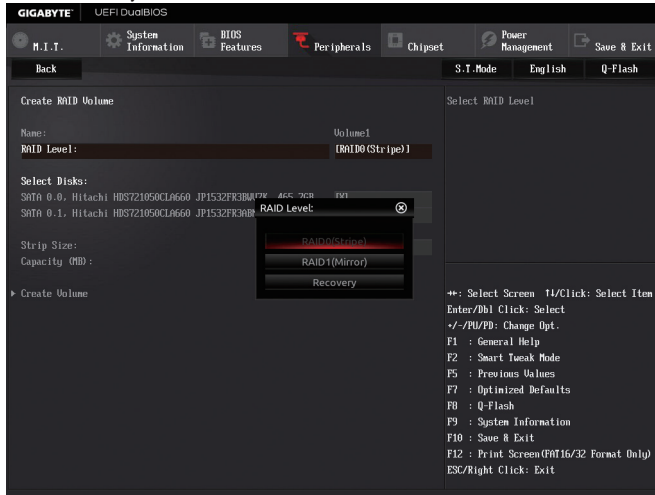 GIGABYTE™ UEFI DualBIOS
M.I.T. System Information BIOS Features Peripherals Chipset Power Management Save & Exit
Back S.T.Mode English Q-Flash
Create RAID Volume
Select RAID Level
Name: Volume1
RAID Level: [RAID0(Stripe)]
Select Disks:
SATA 0.0, Hitachi HDS721050CLA660 465.7GB [X]
SATA 0.1, Hitachi HDS721050CLA660
RAID Level:
RAID0(Stripe)
RAID1(Mirror)
Recovery
Strip Size:
Capacity (MB):
Create Volume
→←: Select Screen ↑↓/Click: Select Item
Enter/Dbl Click: Select
+/-/PU/PD: Change Opt.
F1 : General Help
F2 : Smart Tweak Mode
F5 : Previous Values
F7 : Optimized Defaults
F8 : Q-Flash
F9 : System Information
F10 : Save & Exit
F12 : Print Screen(FAT16/32 Format Only)
ESC/Right Click: Exit